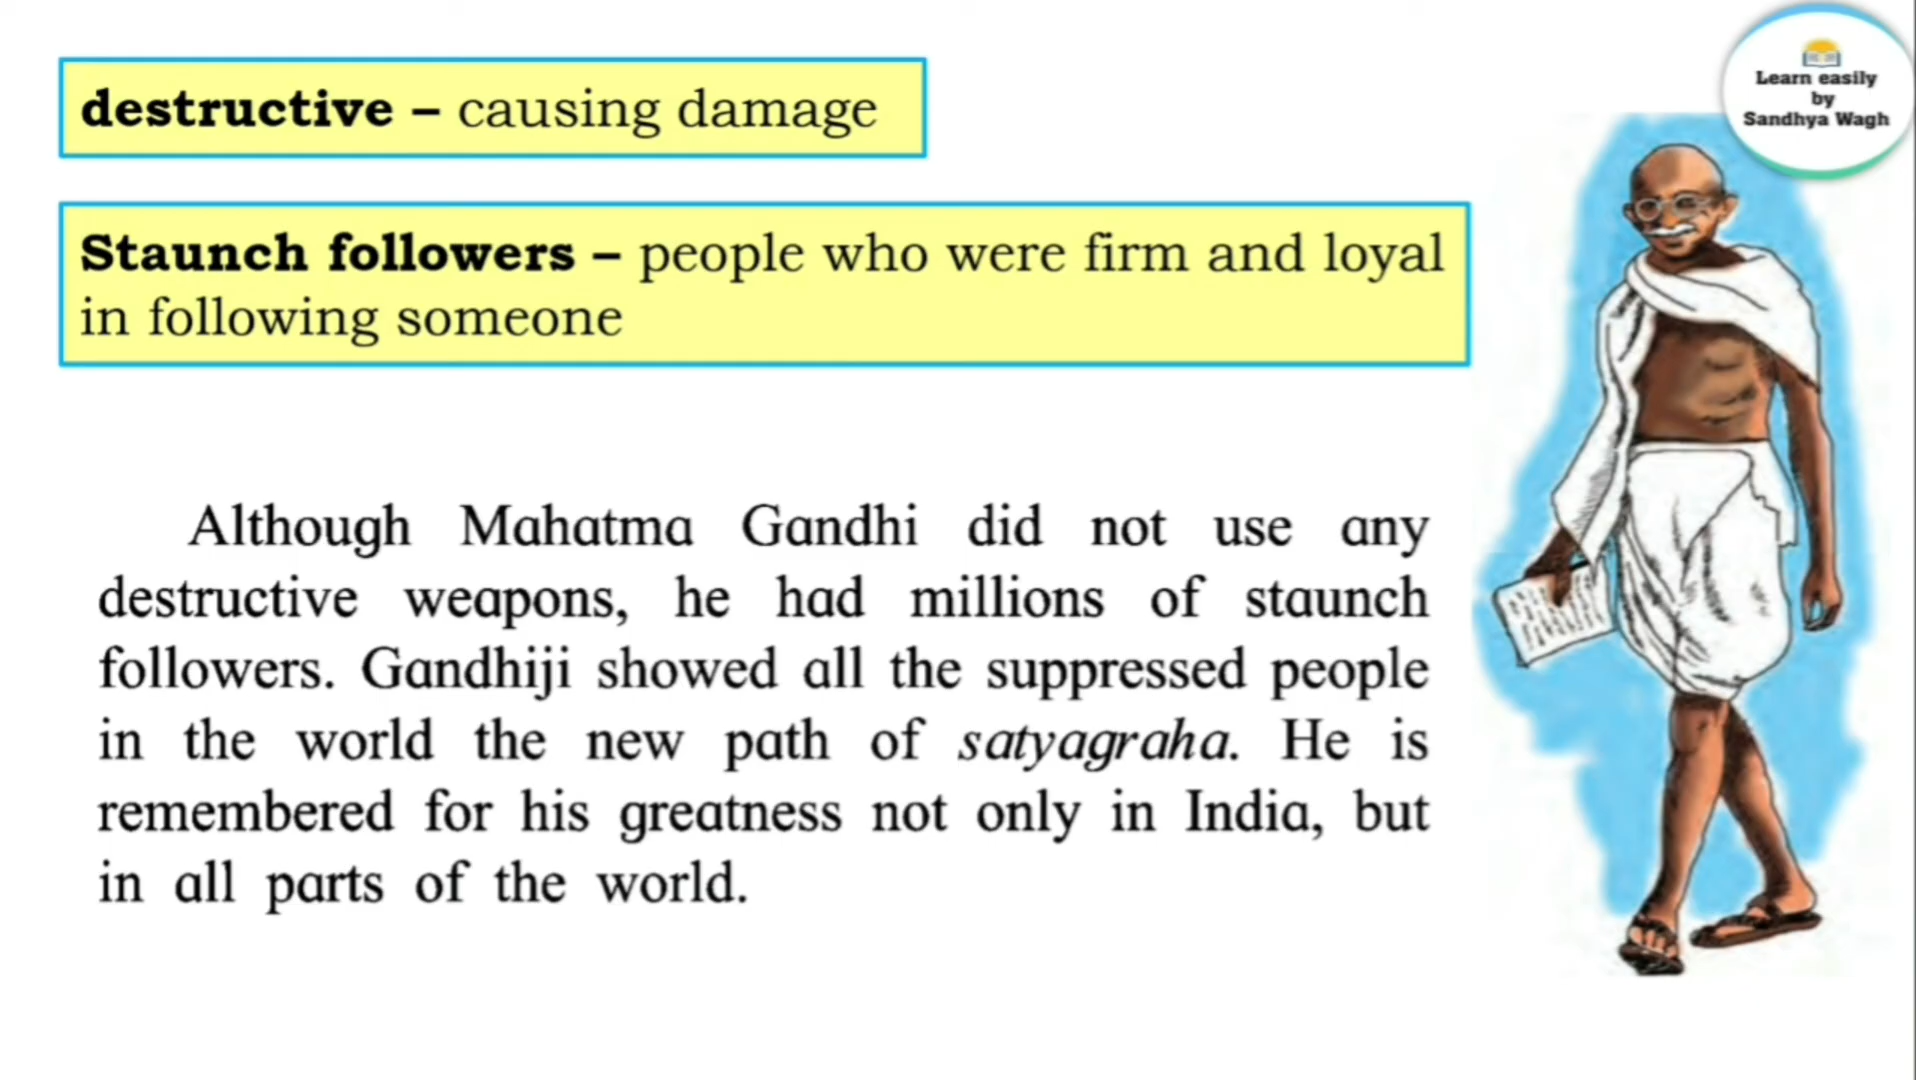 Learn easily
by
Sandhya Wagh
destructive – causing damage
Staunch followers – people who were firm and loyal
in following someone
Although Mahatma Gandhi did not use any
destructive weapons, he had millions of staunch
followers. Gandhiji showed all the suppressed people
in the world the new path of satyagraha. He is
remembered for his greatness not only in India, but
in all parts of the world.